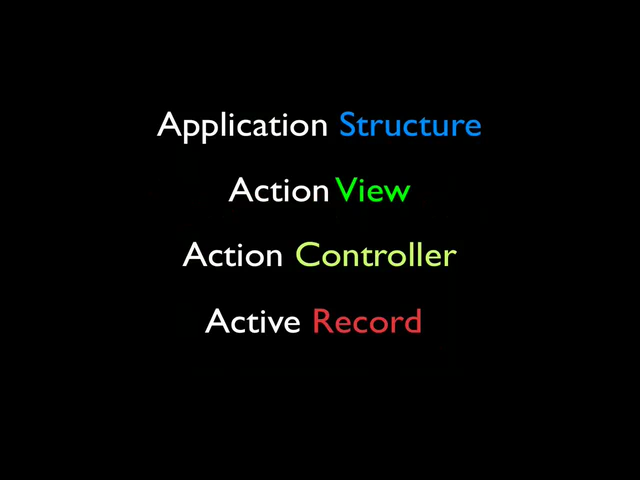 Application Structure
Action View
Action Controller
Active Record